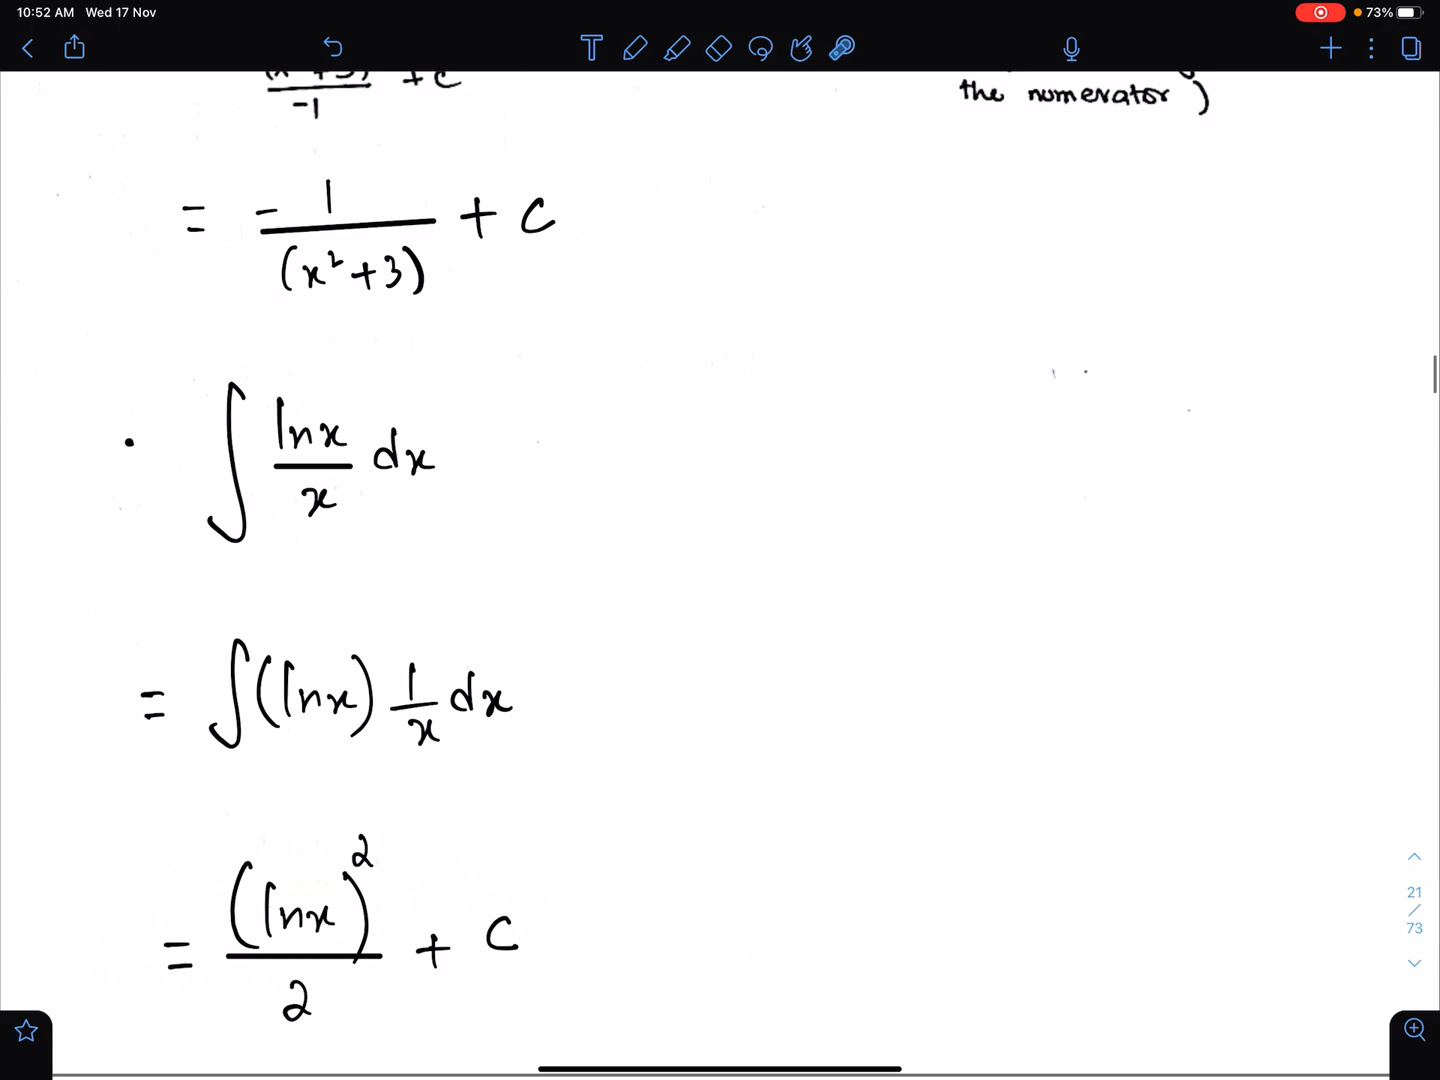 10:52 AM Wed 17 Nov 73%
-1 + c
the numerator )
= - 1 / (x² + 3) + c
• ∫ lnx / x dx
= ∫ (lnx) 1/x dx
= (lnx)² / 2 + c
21
/
73